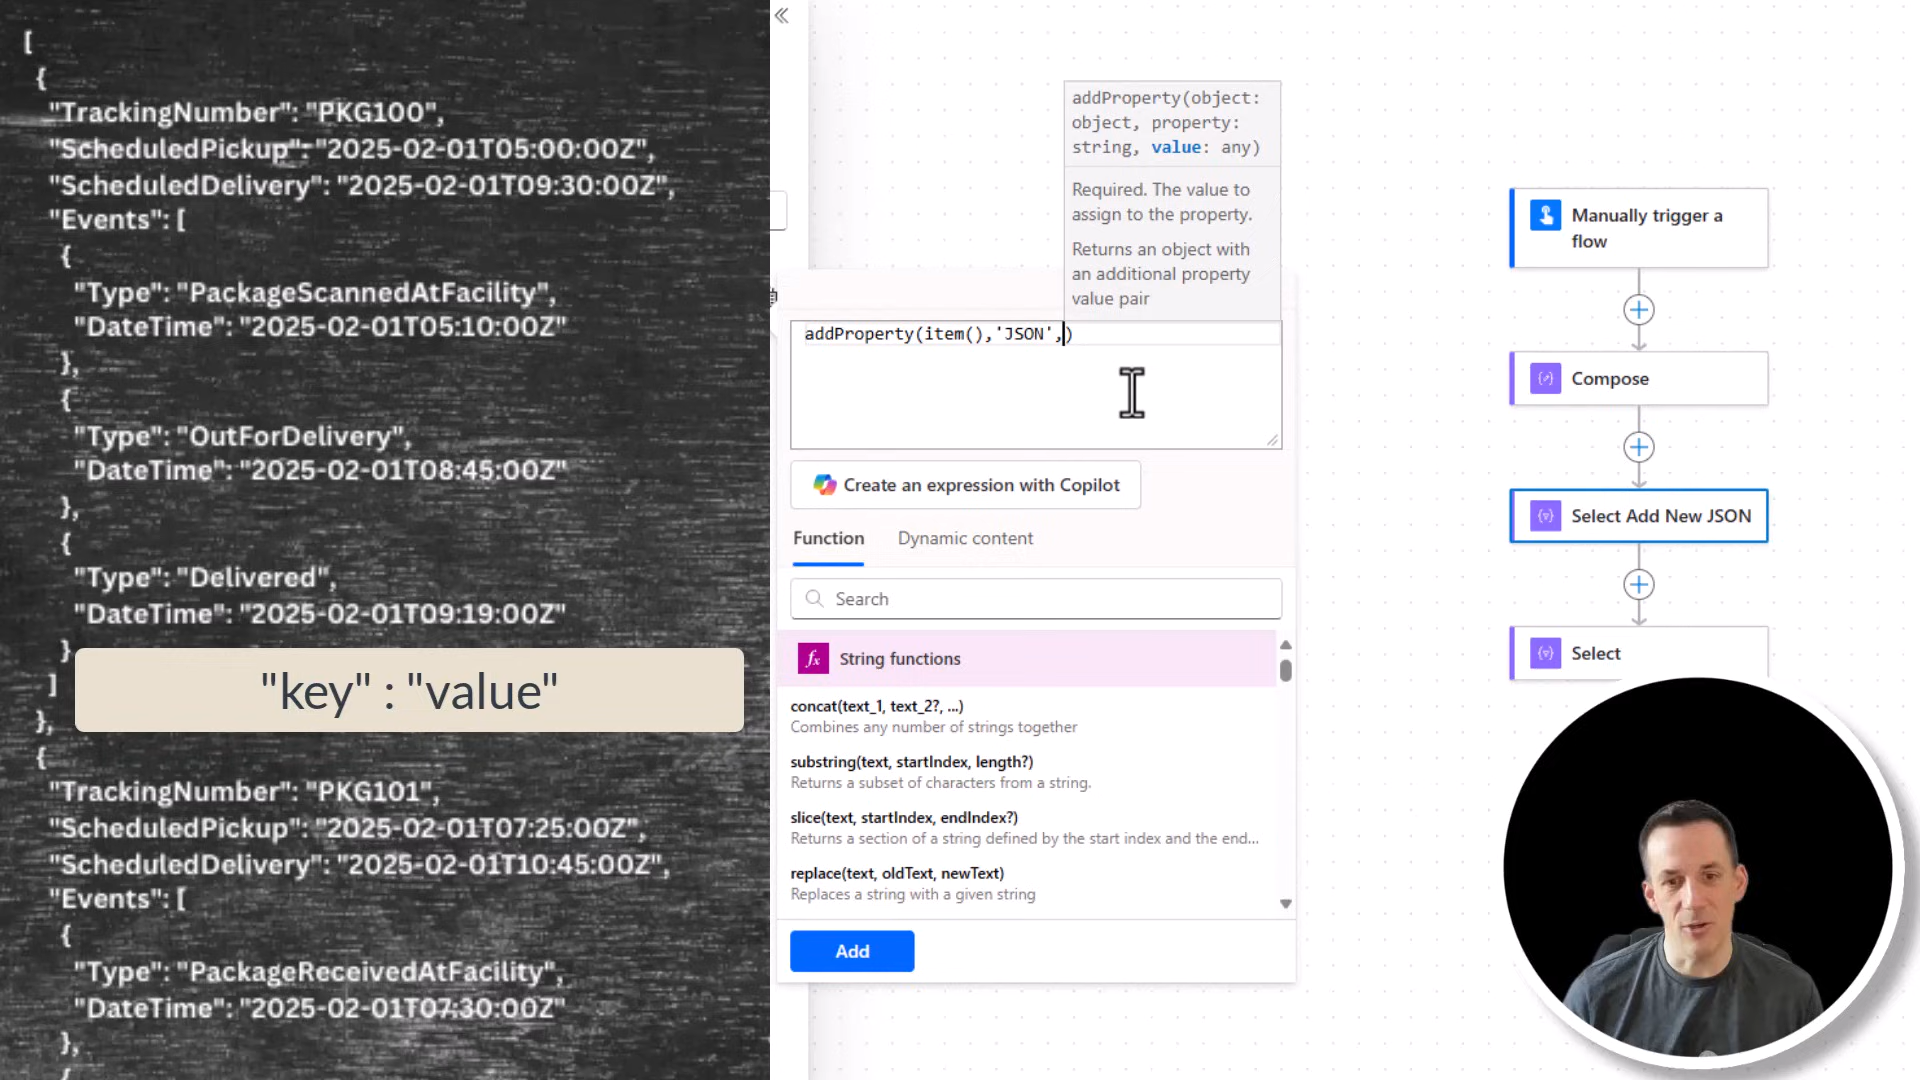 [
{
"TrackingNumber": "PKG100",
"ScheduledPickup": "2025-02-01T05:00:00Z",
"ScheduledDelivery": "2025-02-01T09:30:00Z",
"Events": [
{
"Type": "PackageScannedAtFacility",
"DateTime": "2025-02-01T05:10:00Z"
},
{
"Type": "OutForDelivery",
"DateTime": "2025-02-01T08:45:00Z"
},
{
"Type": "Delivered",
"DateTime": "2025-02-01T09:19:00Z"
}
]
"key" : "value"
},
{
"TrackingNumber": "PKG101",
"ScheduledPickup": "2025-02-01T07:25:00Z",
"ScheduledDelivery": "2025-02-01T10:45:00Z",
"Events": [
{
"Type": "PackageReceivedAtFacility",
"DateTime": "2025-02-01T07:30:00Z"
},
{
addProperty(object:
object, property:
string, value: any)
Required. The value to
assign to the property.
Returns an object with
an additional property
value pair
addProperty(item(),'JSON',)
Create an expression with Copilot
Function
Dynamic content
Search
fx String functions
concat(text_1, text_2?, ...)
Combines any number of strings together
substring(text, startIndex, length?)
Returns a subset of characters from a string.
slice(text, startIndex, endIndex?)
Returns a section of a string defined by the start index and the end...
replace(text, oldText, newText)
Replaces a string with a given string
Add
Manually trigger a
flow
Compose
Select Add New JSON
Select